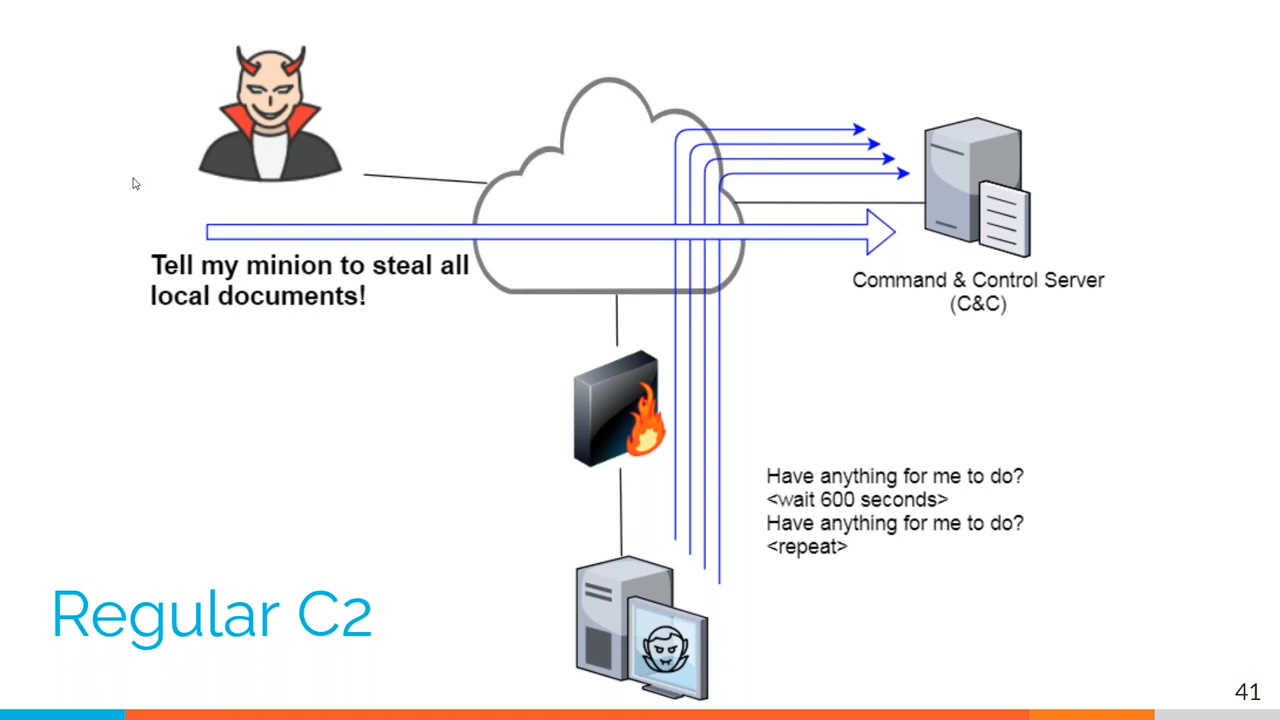 Tell my minion to steal all
local documents!
Command & Control Server
(C&C)
Have anything for me to do?
<wait 600 seconds>
Have anything for me to do?
<repeat>
Regular C2
41